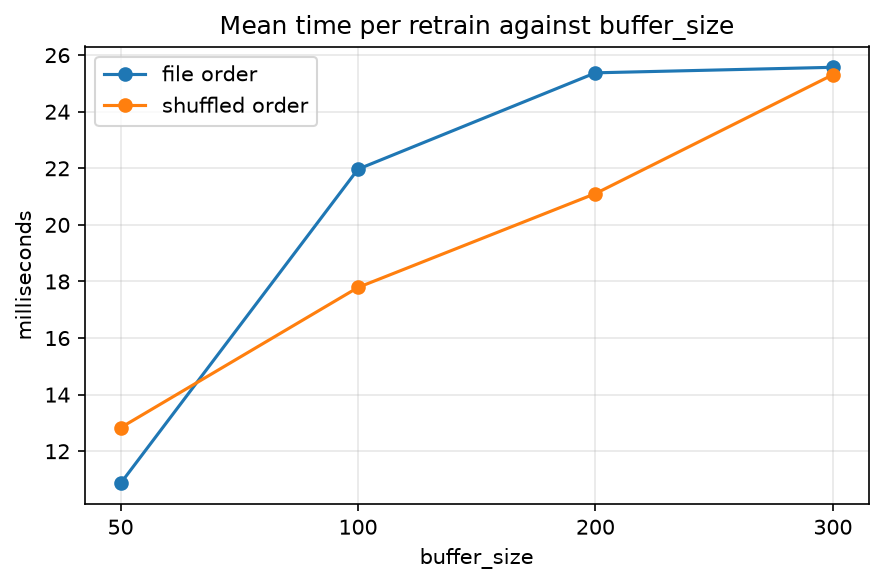 Mean time per retrain against buffer_size
26
24
22
20
18
16
14
12
milliseconds
file order
shuffled order
50
100
200
300
buffer_size